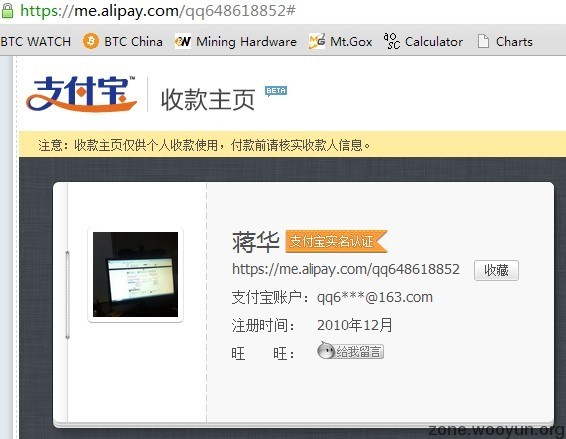 https://me.alipay.com/qq648618852#
BTC WATCH BTC China Mining Hardware Mt.Gox Calculator Charts
支付宝™ 收款主页 BETA
注意：收款主页仅供个人收款使用，付款前请核实收款人信息。
蒋华 支付宝实名认证
https://me.alipay.com/qq648618852 收藏
支付宝账户：qq6***@163.com
注册时间： 2010年12月
旺 旺： 给我留言
zone.wooyun.org